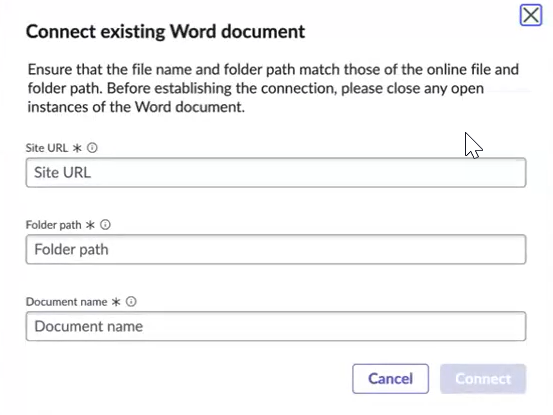 Connect existing Word document
Ensure that the file name and folder path match those of the online file and
folder path. Before establishing the connection, please close any open
instances of the Word document.
Site URL *
Site URL
Folder path *
Folder path
Document name *
Document name
Cancel
Connect